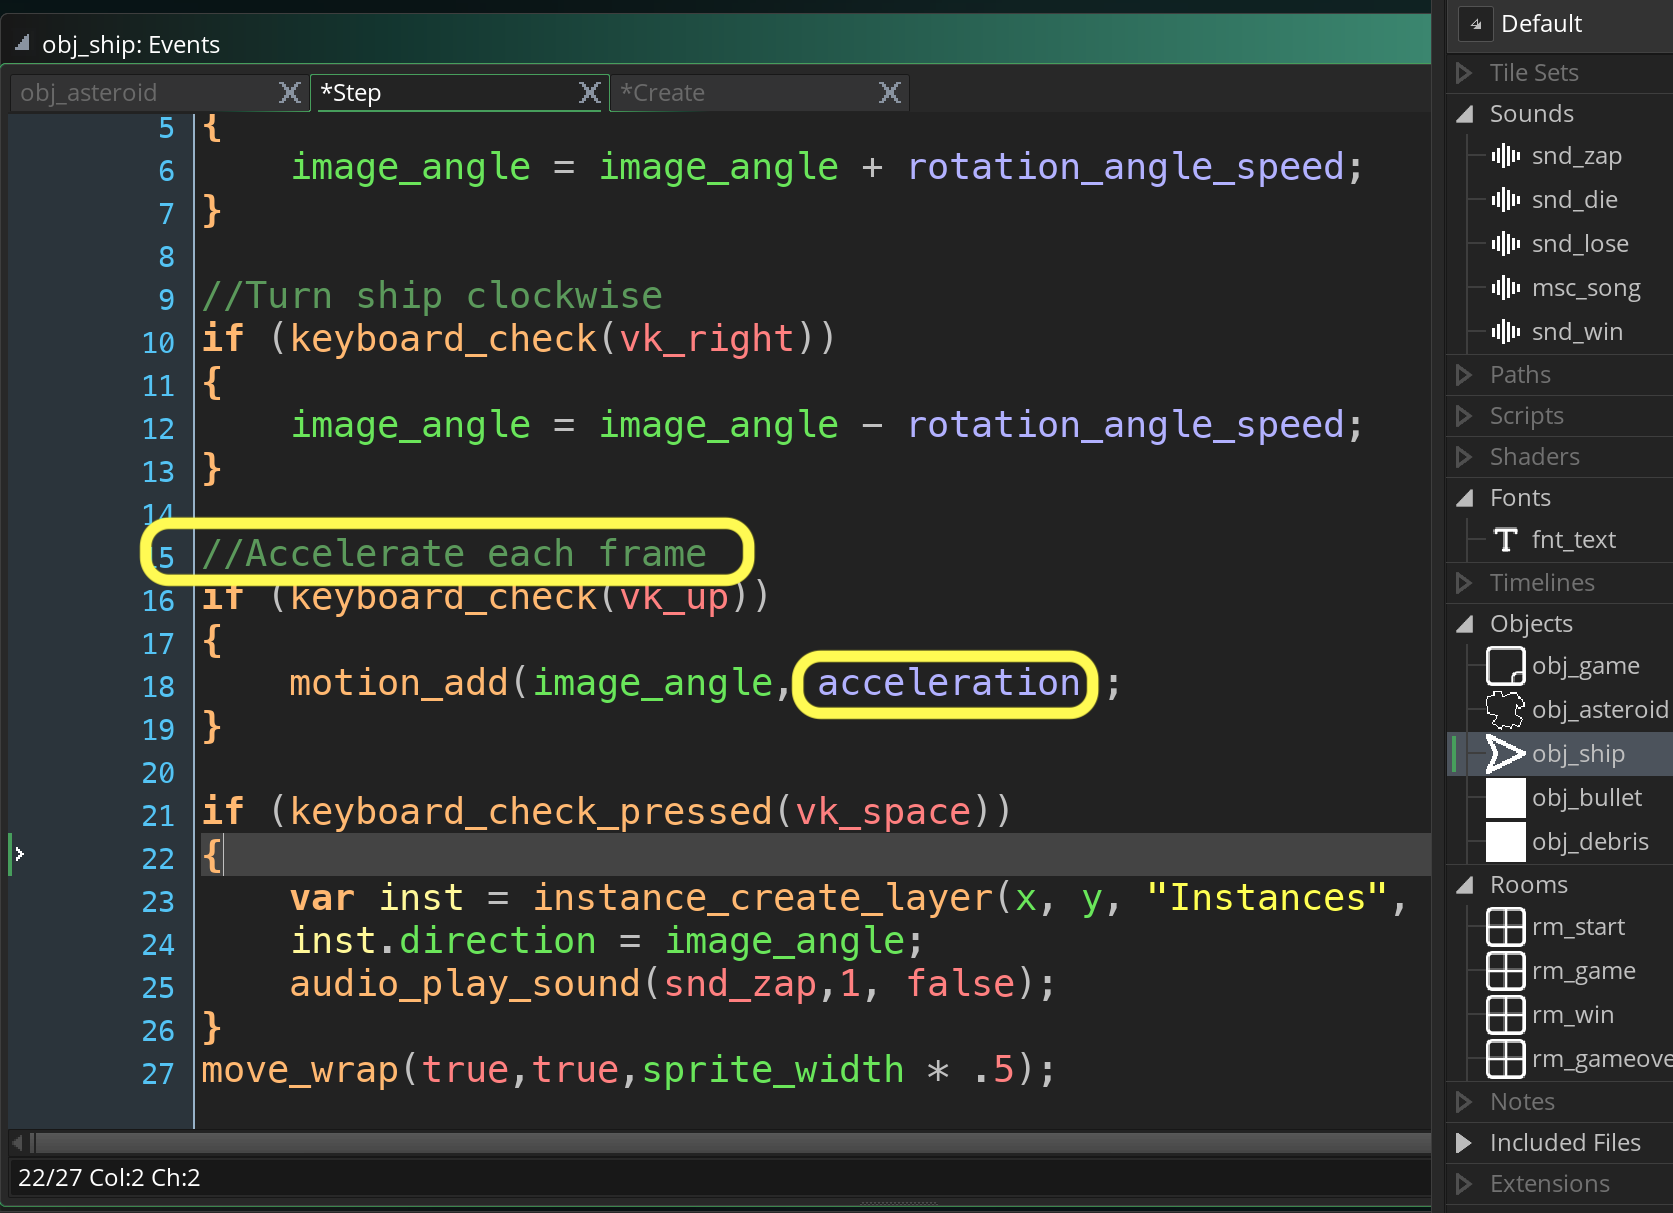 obj_ship: Events
obj_asteroid
*Step
*Create
5 {
6 image_angle = image_angle + rotation_angle_speed;
7 }
8
9 //Turn ship clockwise
10 if (keyboard_check(vk_right))
11 {
12 image_angle = image_angle - rotation_angle_speed;
13 }
14
5 //Accelerate each frame
16 if (keyboard_check(vk_up))
17 {
18 motion_add(image_angle, acceleration ;
19 }
20
21 if (keyboard_check_pressed(vk_space))
22 {
23 var inst = instance_create_layer(x, y, "Instances",
24 inst.direction = image_angle;
25 audio_play_sound(snd_zap,1, false);
26 }
27 move_wrap(true,true,sprite_width * .5);
22/27 Col:2 Ch:2
Default
Tile Sets
Sounds
snd_zap
snd_die
snd_lose
msc_song
snd_win
Paths
Scripts
Shaders
Fonts
fnt_text
Timelines
Objects
obj_game
obj_asteroid
obj_ship
obj_bullet
obj_debris
Rooms
rm_start
rm_game
rm_win
rm_gameove
Notes
Included Files
Extensions